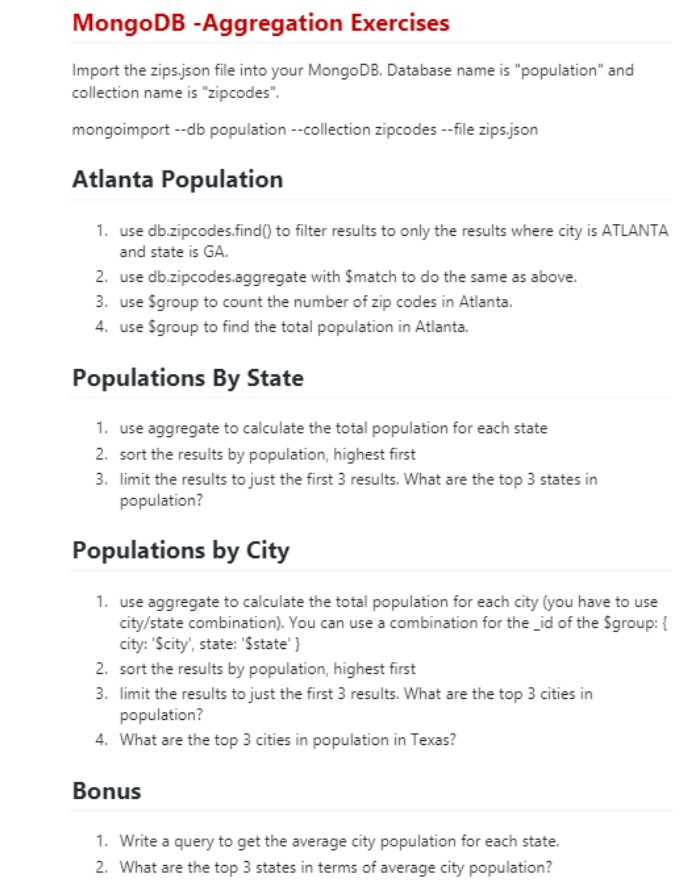 MongoDB -Aggregation Exercises
Import the zips.json file into your MongoDB. Database name is "population" and
collection name is "zipcodes".
mongoimport --db population --collection zipcodes --file zips.json
Atlanta Population
1. use db.zipcodes.find() to filter results to only the results where city is ATLANTA
and state is GA.
2. use db.zipcodes.aggregate with $match to do the same as above.
3. use $group to count the number of zip codes in Atlanta.
4. use $group to find the total population in Atlanta.
Populations By State
1. use aggregate to calculate the total population for each state
2. sort the results by population, highest first
3. limit the results to just the first 3 results. What are the top 3 states in
population?
Populations by City
1. use aggregate to calculate the total population for each city (you have to use
city/state combination). You can use a combination for the _id of the $group: {
city: '$city', state: '$state' }
2. sort the results by population, highest first
3. limit the results to just the first 3 results. What are the top 3 cities in
population?
4. What are the top 3 cities in population in Texas?
Bonus
1. Write a query to get the average city population for each state.
2. What are the top 3 states in terms of average city population?